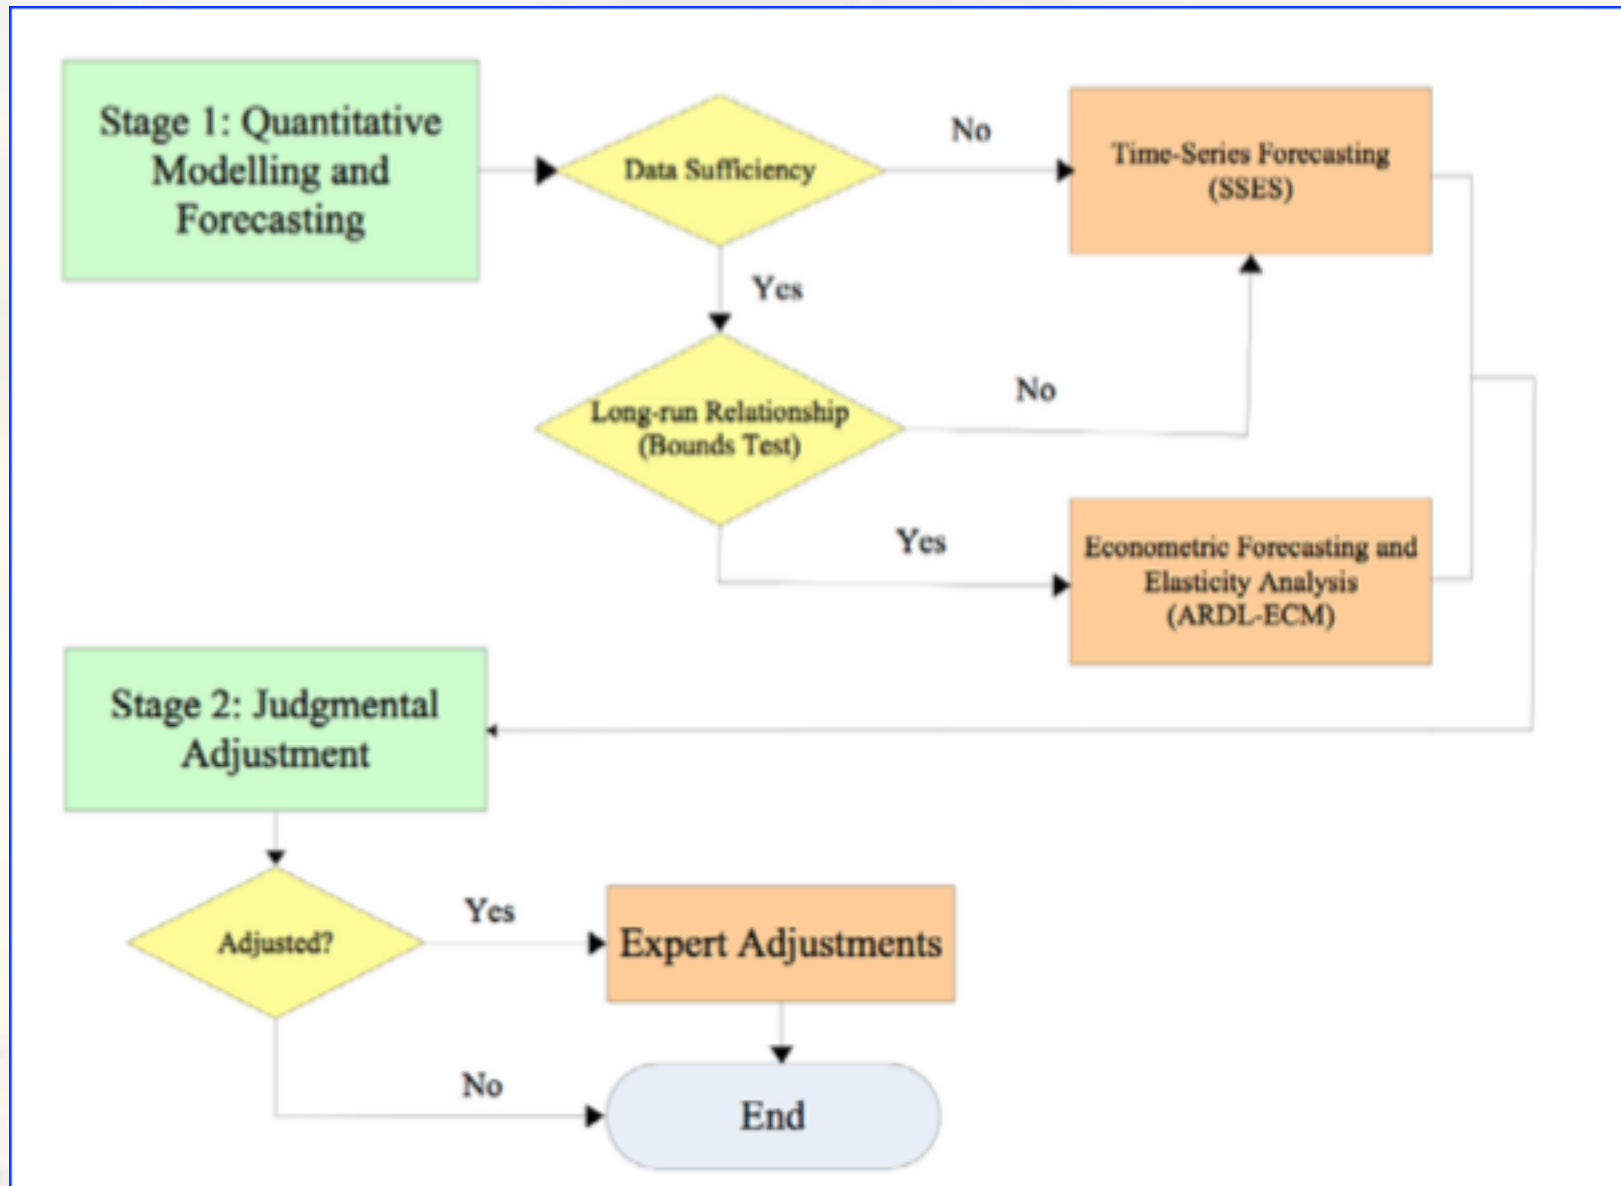 Stage 1: Quantitative
Modelling and
Forecasting
Data Sufficiency
No
Time-Series Forecasting
(SSES)
Yes
Long-run Relationship
(Bounds Test)
No
Yes
Econometric Forecasting and
Elasticity Analysis
(ARDL-ECM)
Stage 2: Judgmental
Adjustment
Adjusted?
Yes
Expert Adjustments
No
End